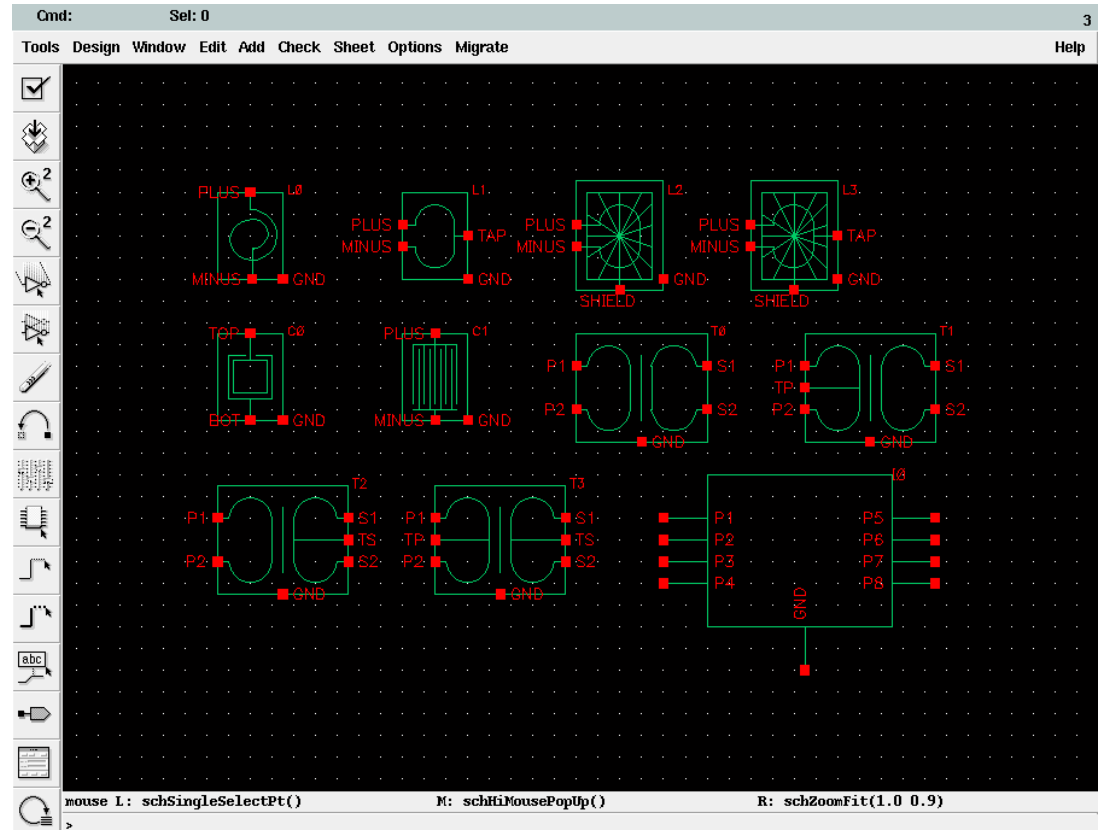 Cmd: Sel: 0 3
Tools Design Window Edit Add Check Sheet Options Migrate Help
2
2
abc
PLUS L0
MINUS GND
L1
PLUS
MINUS
TAP
GND
L2
PLUS
MINUS
GND
SHIELD
L3
PLUS
MINUS
TAP
GND
SHIELD
TOP C0
BOT GND
PLUS C1
MINUS GND
T0
P1 S1
P2 S2
GND
T1
P1 S1
TP
P2 S2
GND
T2
P1 S1
TS
P2 S2
GND
T3
P1 S1
TP TS
P2 S2
GND
P1 P5
P2 P6
P3 P7
P4 P8
GND
mouse L: schSingleSelectPt() M: schHiMousePopUp() R: schZoomFit(1.0 0.9)
>